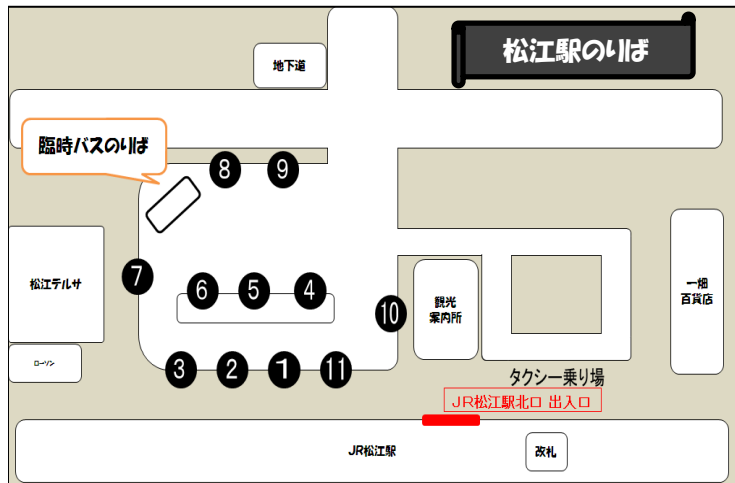 松江駅のりば
地下道
臨時バスのりば
8
9
7
6
5
4
10
3
2
1
11
松江テルサ
ローソン
観光
案内所
一畑
百貨店
タクシー乗り場
JR松江駅北口 出入口
JR松江駅
改札